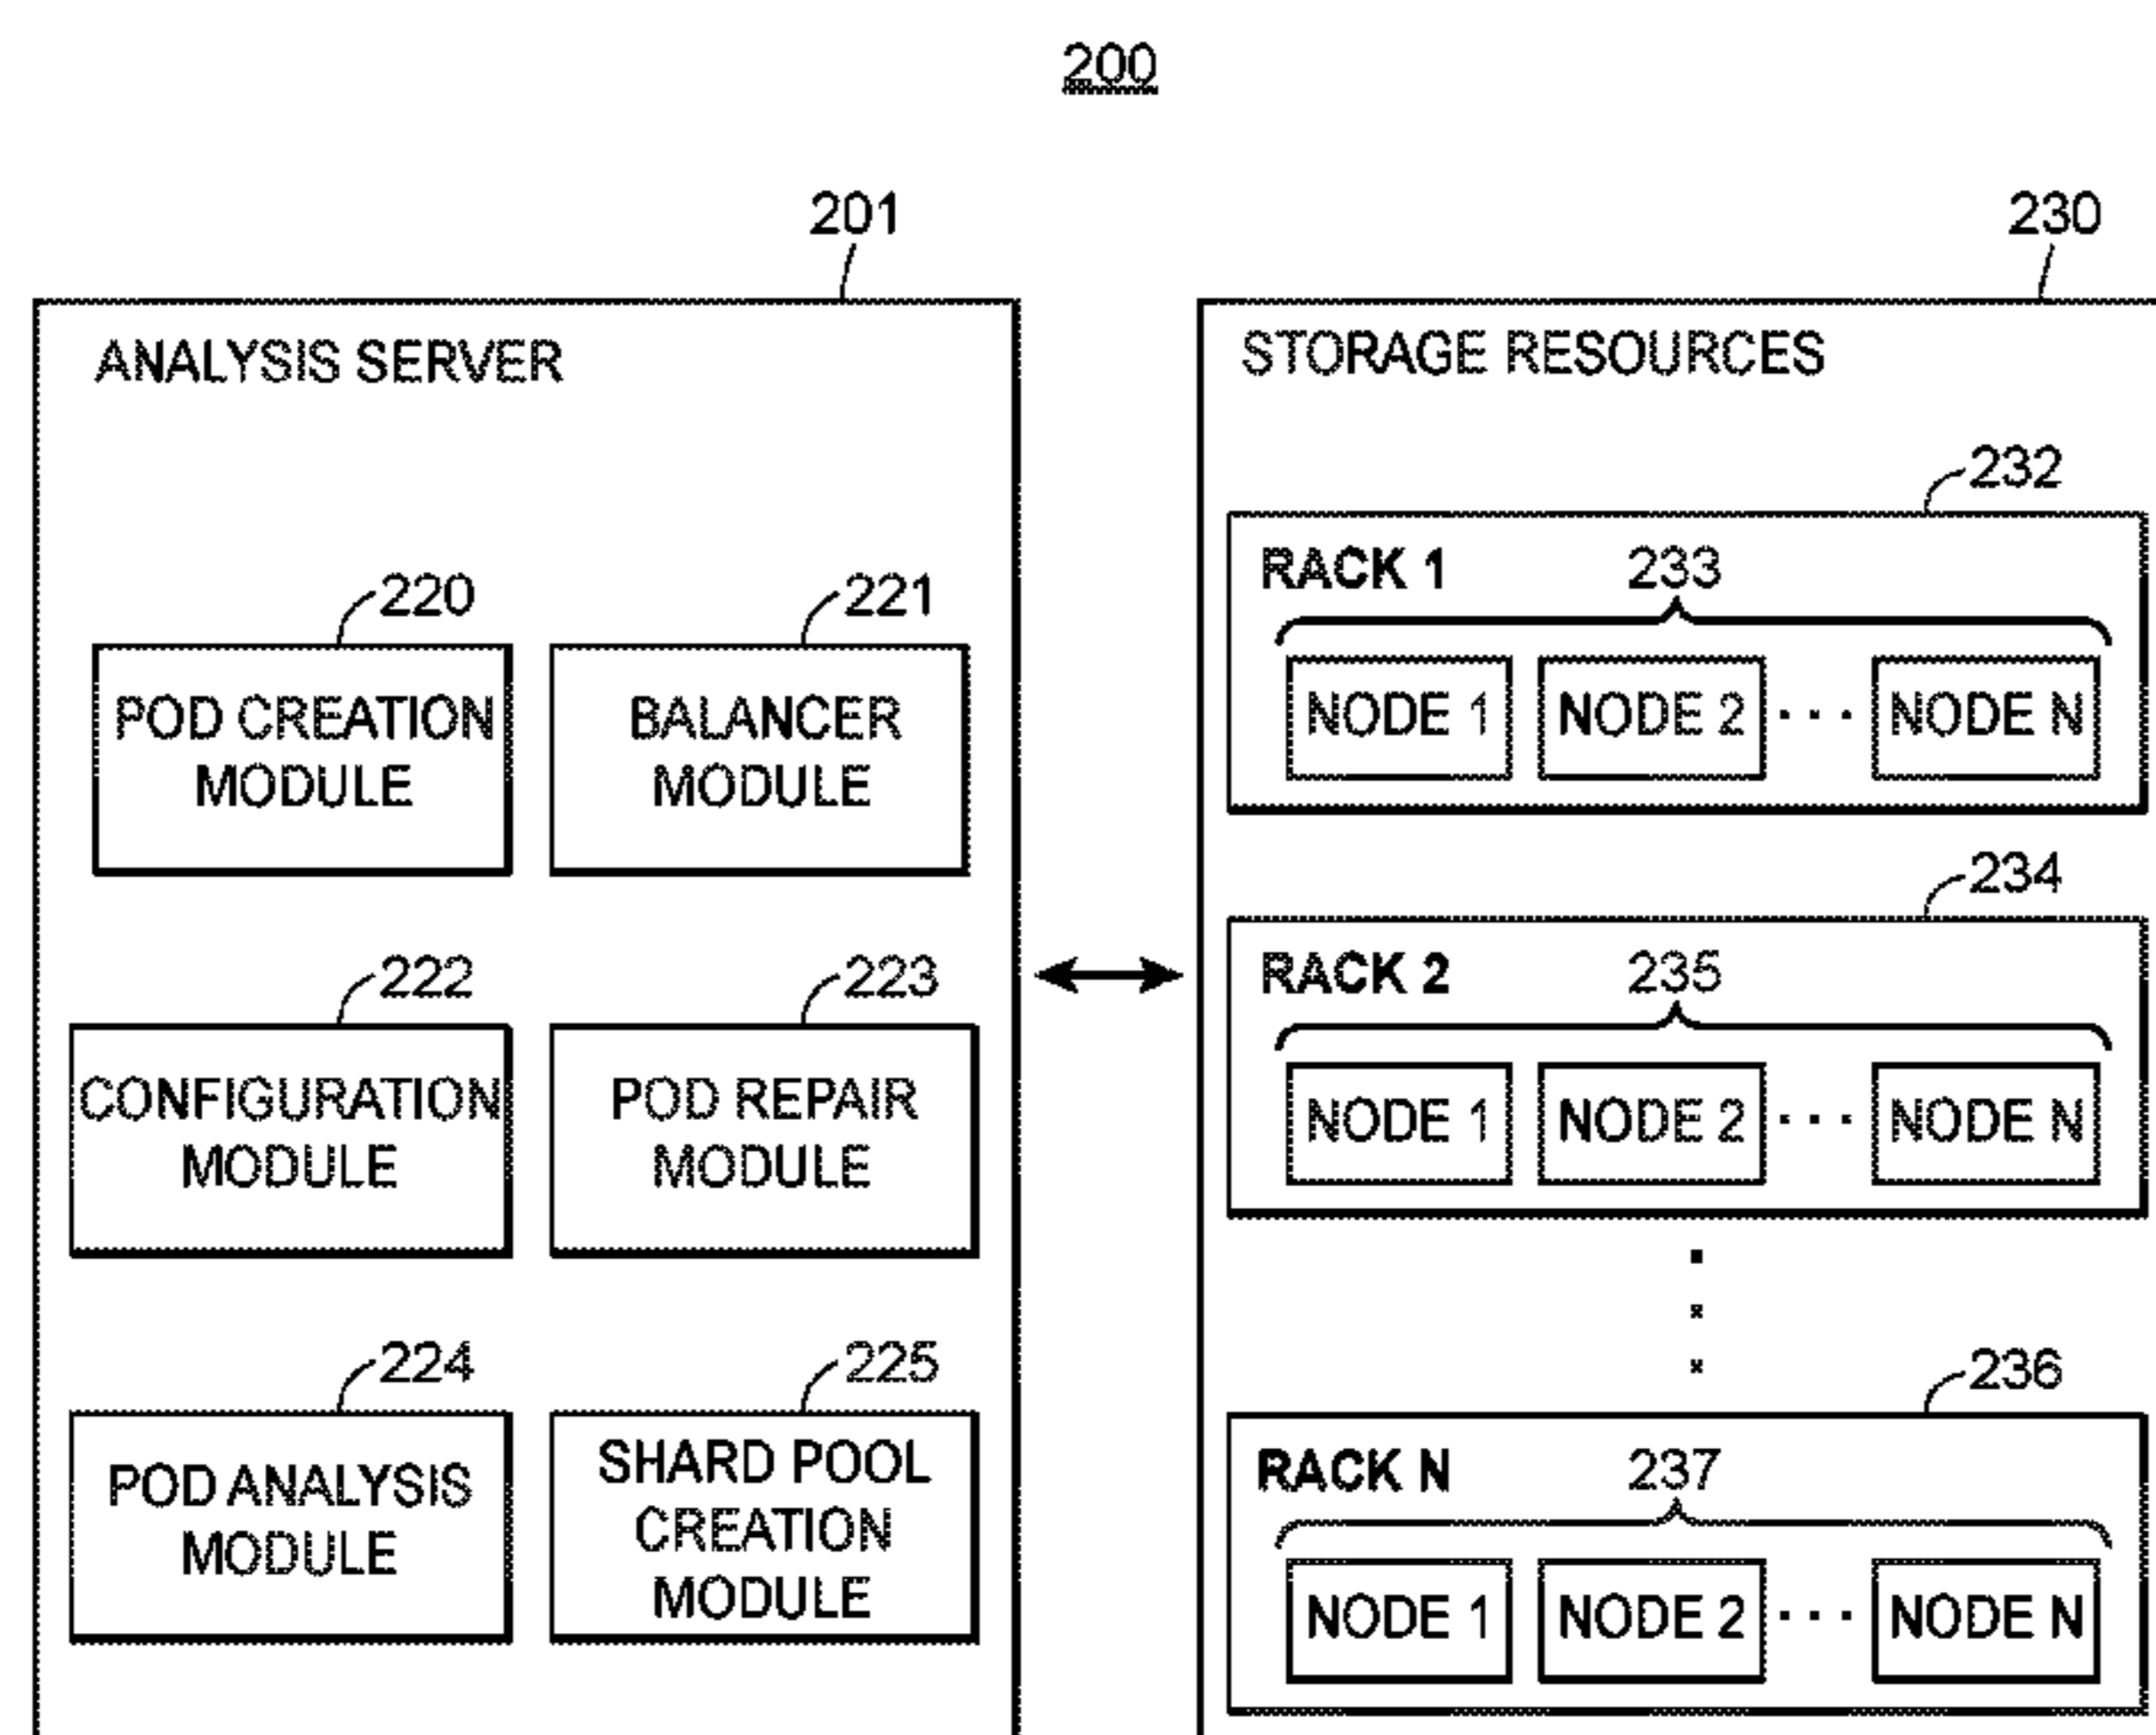 200
201
ANALYSIS SERVER
220
POD CREATION
MODULE
221
BALANCER
MODULE
222
CONFIGURATION
MODULE
223
POD REPAIR
MODULE
224
POD ANALYSIS
MODULE
225
SHARD POOL
CREATION
MODULE
230
STORAGE RESOURCES
232
RACK 1
233
NODE 1
NODE 2
. . .
NODE N
234
RACK 2
235
NODE 1
NODE 2
. . .
NODE N
236
RACK N
237
NODE 1
NODE 2
. . .
NODE N